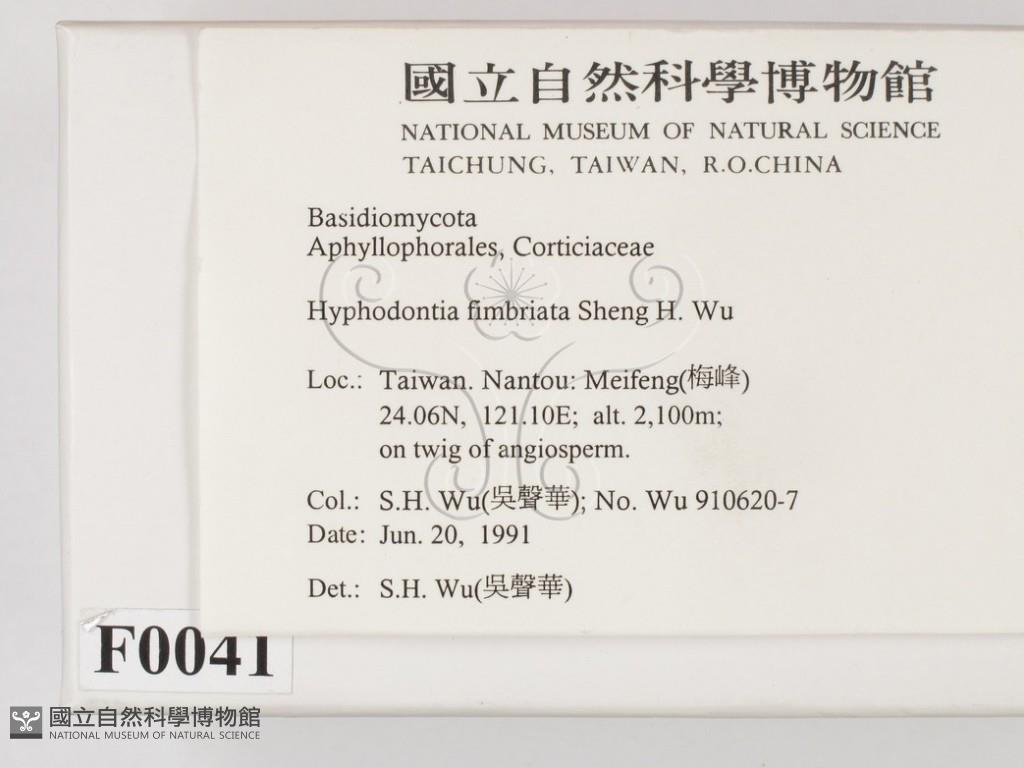 國立自然科學博物館
NATIONAL MUSEUM OF NATURAL SCIENCE
TAICHUNG, TAIWAN, R.O.CHINA
Basidiomycota
Aphyllophorales, Corticiaceae
Hyphodontia fimbriata Sheng H. Wu
Loc.: Taiwan. Nantou: Meifeng(梅峰)
24.06N, 121.10E; alt. 2,100m;
on twig of angiosperm.
Col.: S.H. Wu(吳聲華); No. Wu 910620-7
Date: Jun. 20, 1991
Det.: S.H. Wu(吳聲華)
F0041
國立自然科學博物館
NATIONAL MUSEUM OF NATURAL SCIENCE